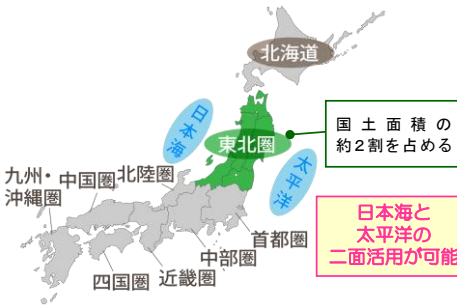 北海道
日本海
東北圏
国土面積の
約2割を占める
太平洋
九州・
沖縄圏
中国圏
北陸圏
日本海と
太平洋の
二面活用が可能
首都圏
中部圏
近畿圏
四国圏